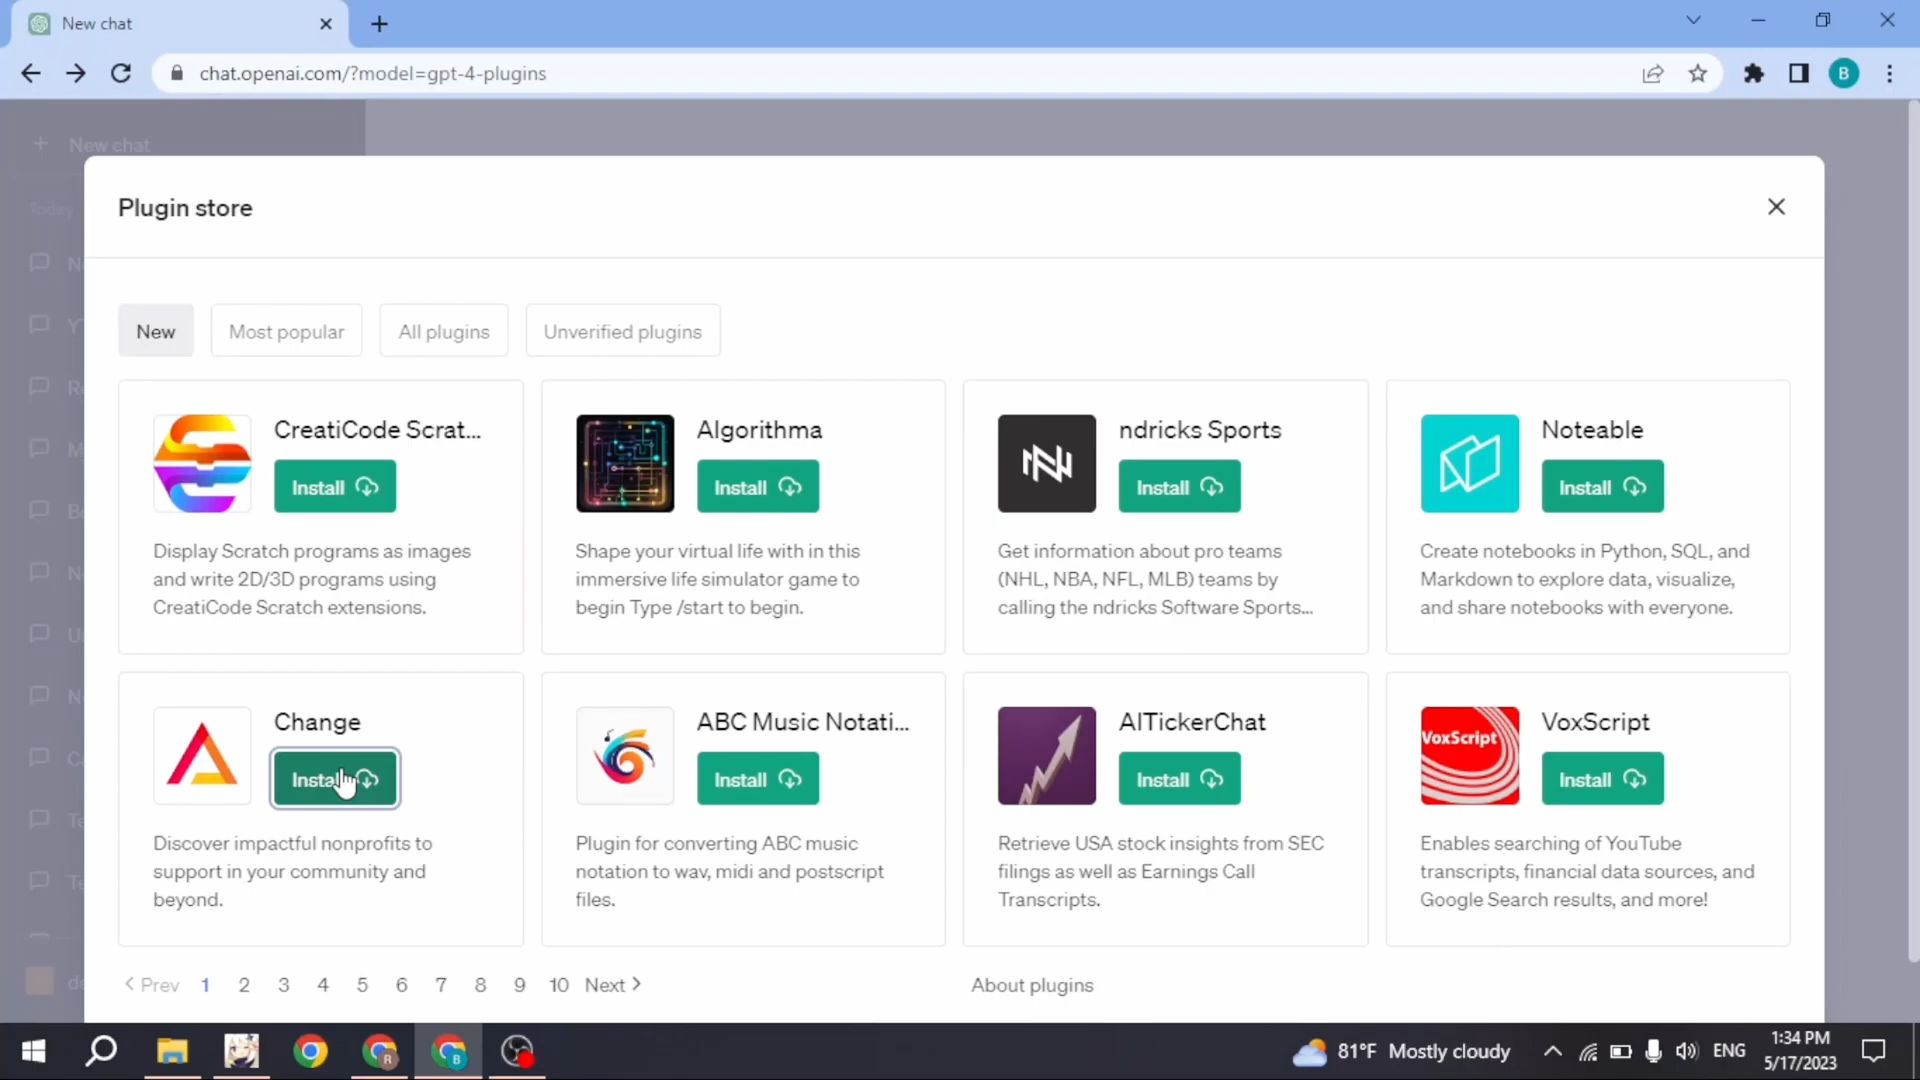 New chat
chat.openai.com/?model=gpt-4-plugins
B
New chat
Today
Plugin store
New
Most popular
All plugins
Unverified plugins
CreatiCode Scrat...
Install
Display Scratch programs as images
and write 2D/3D programs using
CreatiCode Scratch extensions.
Algorithma
Install
Shape your virtual life with in this
immersive life simulator game to
begin Type /start to begin.
ndricks Sports
Install
Get information about pro teams
(NHL, NBA, NFL, MLB) teams by
calling the ndricks Software Sports...
Noteable
Install
Create notebooks in Python, SQL, and
Markdown to explore data, visualize,
and share notebooks with everyone.
Change
Install
Discover impactful nonprofits to
support in your community and
beyond.
ABC Music Notati...
Install
Plugin for converting ABC music
notation to wav, midi and postscript
files.
AITickerChat
Install
Retrieve USA stock insights from SEC
filings as well as Earnings Call
Transcripts.
VoxScript
VoxScript
Install
Enables searching of YouTube
transcripts, financial data sources, and
Google Search results, and more!
Prev 1 2 3 4 5 6 7 8 9 10 Next
About plugins
R
B
81°F Mostly cloudy
ENG
1:34 PM
5/17/2023